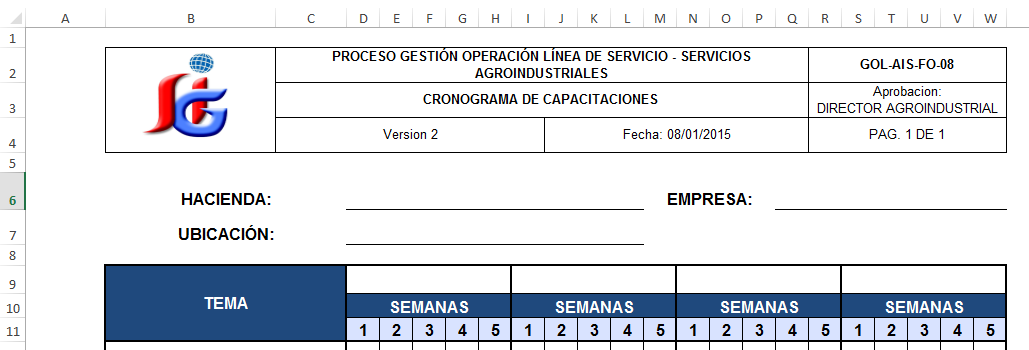 A B C D E F G H I J K L M N O P Q R S T U V W
1
PROCESO GESTIÓN OPERACIÓN LÍNEA DE SERVICIO - SERVICIOS
AGROINDUSTRIALES
GOL-AIS-FO-08
2
CRONOGRAMA DE CAPACITACIONES
Aprobacion:
DIRECTOR AGROINDUSTRIAL
3
Version 2 Fecha: 08/01/2015 PAG. 1 DE 1
4
5
6 HACIENDA: EMPRESA:
7 UBICACIÓN:
8
9
TEMA
10 SEMANAS SEMANAS SEMANAS SEMANAS
11 1 2 3 4 5 1 2 3 4 5 1 2 3 4 5 1 2 3 4 5